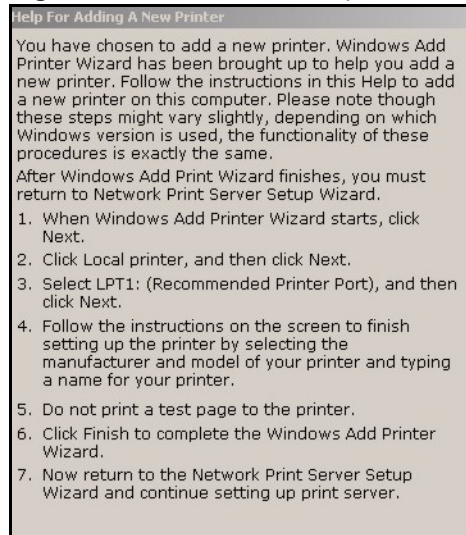 Help For Adding A New Printer
You have chosen to add a new printer. Windows Add
Printer Wizard has been brought up to help you add a
new printer. Follow the instructions in this Help to add
a new printer on this computer. Please note though
these steps might vary slightly, depending on which
Windows version is used, the functionality of these
procedures is exactly the same.
After Windows Add Print Wizard finishes, you must
return to Network Print Server Setup Wizard.
1. When Windows Add Printer Wizard starts, click
Next.
2. Click Local printer, and then click Next.
3. Select LPT1: (Recommended Printer Port), and then
click Next.
4. Follow the instructions on the screen to finish
setting up the printer by selecting the
manufacturer and model of your printer and typing
a name for your printer.
5. Do not print a test page to the printer.
6. Click Finish to complete the Windows Add Printer
Wizard.
7. Now return to the Network Print Server Setup
Wizard and continue setting up print server.